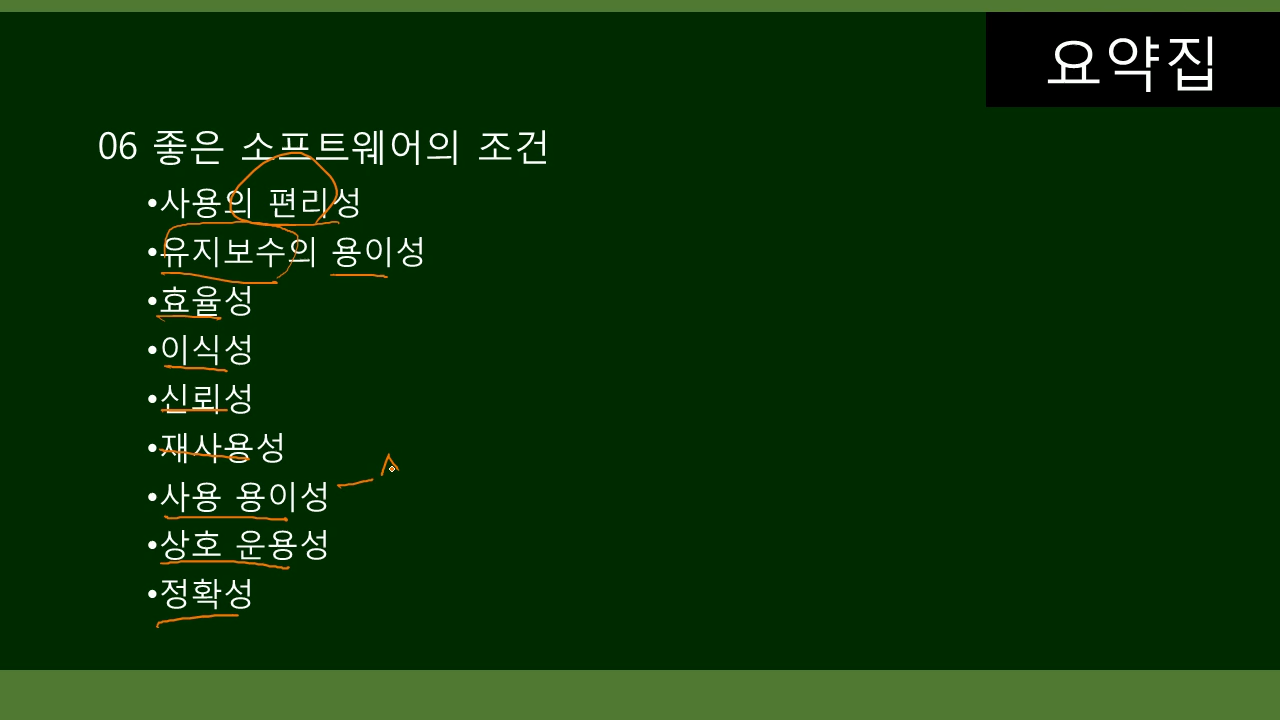 요약집
06 좋은 소프트웨어의 조건
•사용의 편리성
•유지보수의 용이성
•효율성
•이식성
•신뢰성
•재사용성
•사용 용이성
•상호 운용성
•정확성